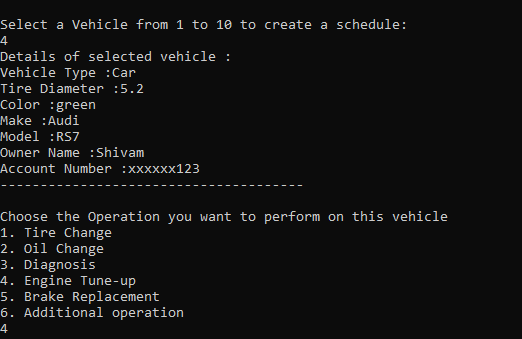 Select a Vehicle from 1 to 10 to create a schedule:
4
Details of selected vehicle :
Vehicle Type :Car
Tire Diameter :5.2
Color :green
Make :Audi
Model :RS7
Owner Name :Shivam
Account Number :xxxxxx123
--------------------------------------
Choose the Operation you want to perform on this vehicle
1. Tire Change
2. Oil Change
3. Diagnosis
4. Engine Tune-up
5. Brake Replacement
6. Additional operation
4